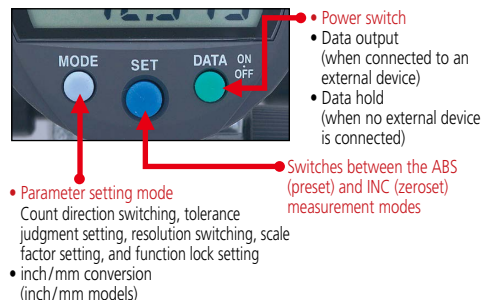 MODE
SET
DATA
ON
OFF
• Power switch
• Data output
(when connected to an
external device)
• Data hold
(when no external device
is connected)
Switches between the ABS
(preset) and INC (zeroset)
measurement modes
• Parameter setting mode
Count direction switching, tolerance
judgment setting, resolution switching, scale
factor setting, and function lock setting
• inch/mm conversion
(inch/mm models)